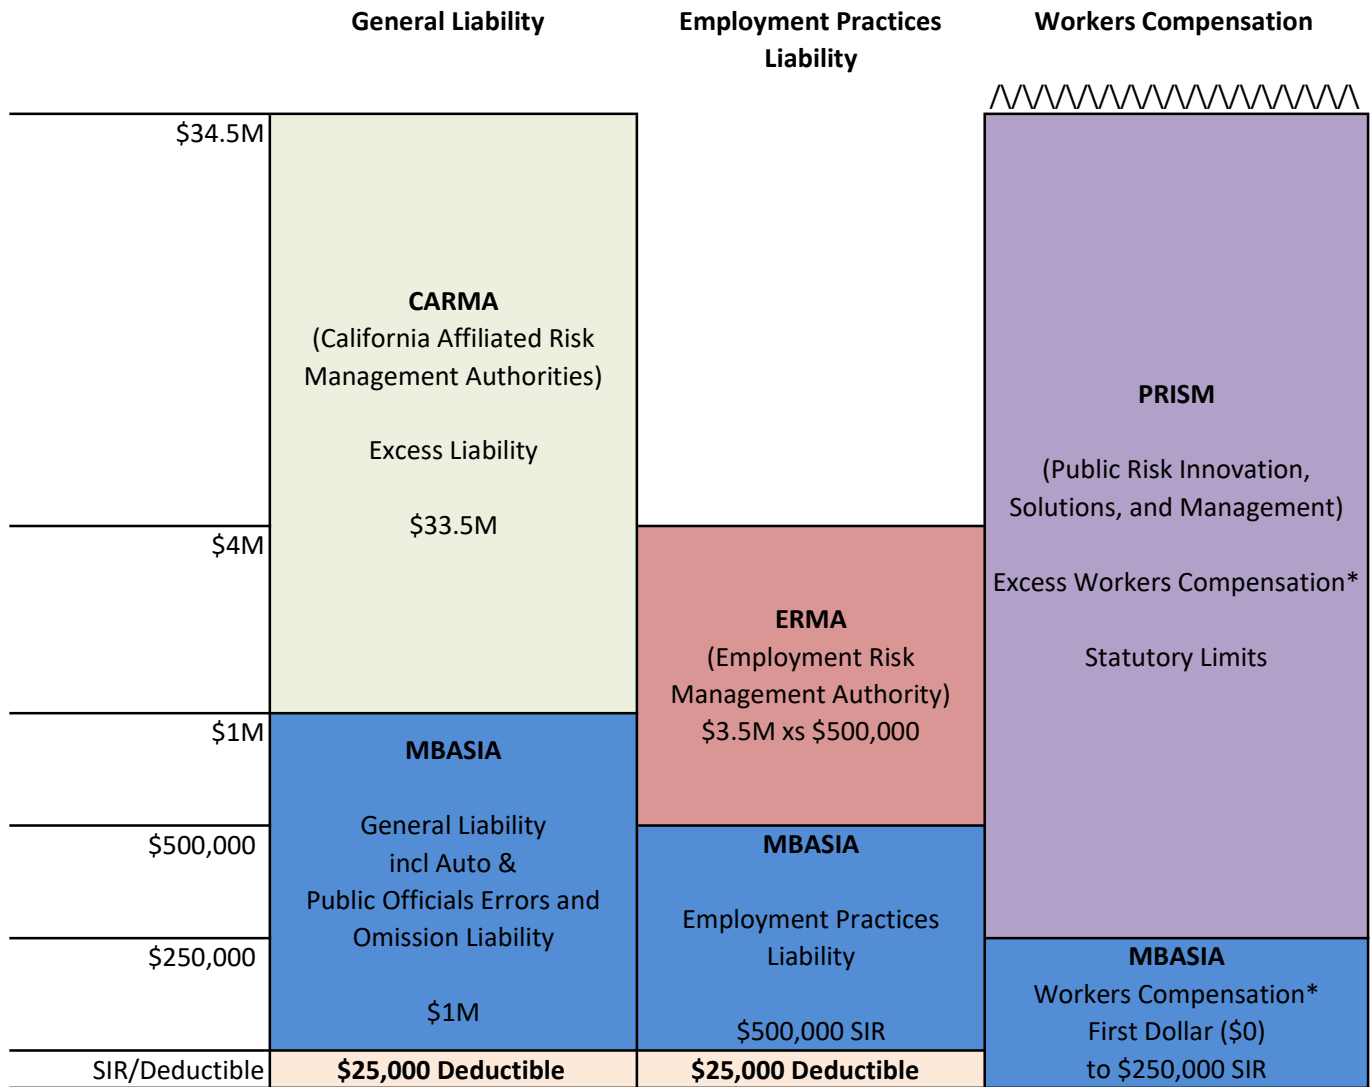 General Liability
Employment Practices
Liability
Workers Compensation
/\/\/\/\/\/\/\/\/\/\/\/\/\/\/\/\/\
$34.5M
CARMA
(California Affiliated Risk
Management Authorities)
Excess Liability
$33.5M
PRISM
(Public Risk Innovation,
Solutions, and Management)
Excess Workers Compensation*
Statutory Limits
$4M
ERMA
(Employment Risk
Management Authority)
$3.5M xs $500,000
$1M
MBASIA
General Liability
incl Auto &
Public Officials Errors and
Omission Liability
$1M
$500,000
MBASIA
Employment Practices
Liability
$500,000 SIR
$250,000
MBASIA
Workers Compensation*
First Dollar ($0)
to $250,000 SIR
SIR/Deductible
$25,000 Deductible
$25,000 Deductible